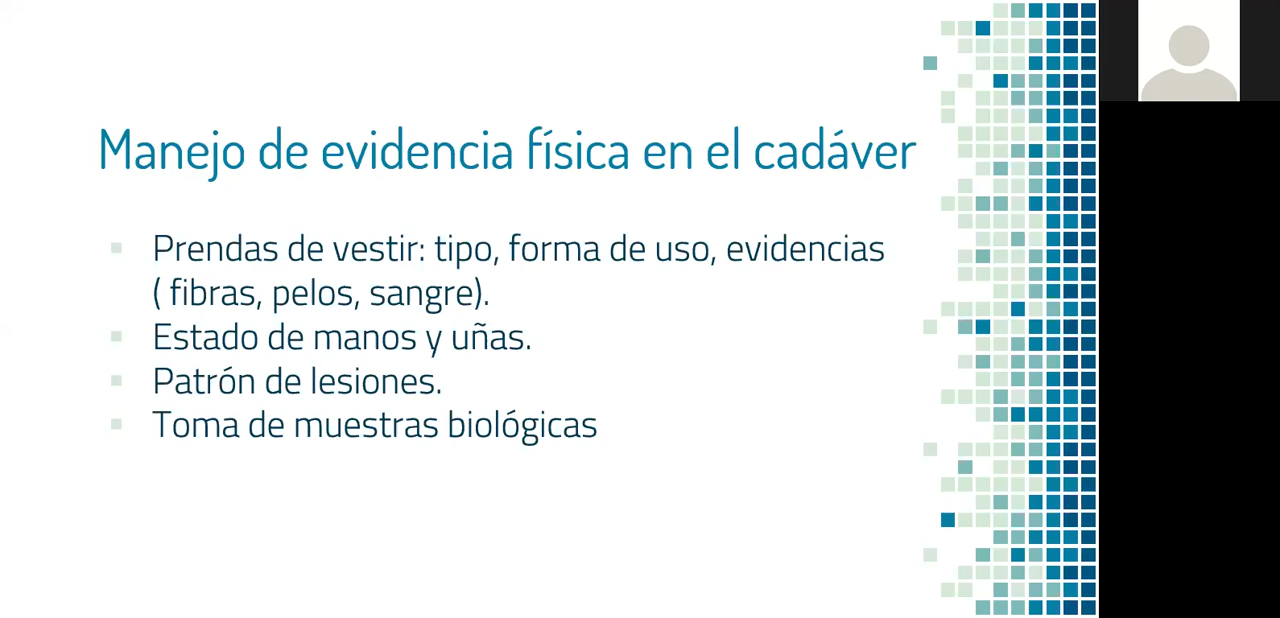 Manejo de evidencia física en el cadáver
Prendas de vestir: tipo, forma de uso, evidencias
( fibras, pelos, sangre).
Estado de manos y uñas.
Patrón de lesiones.
Toma de muestras biológicas